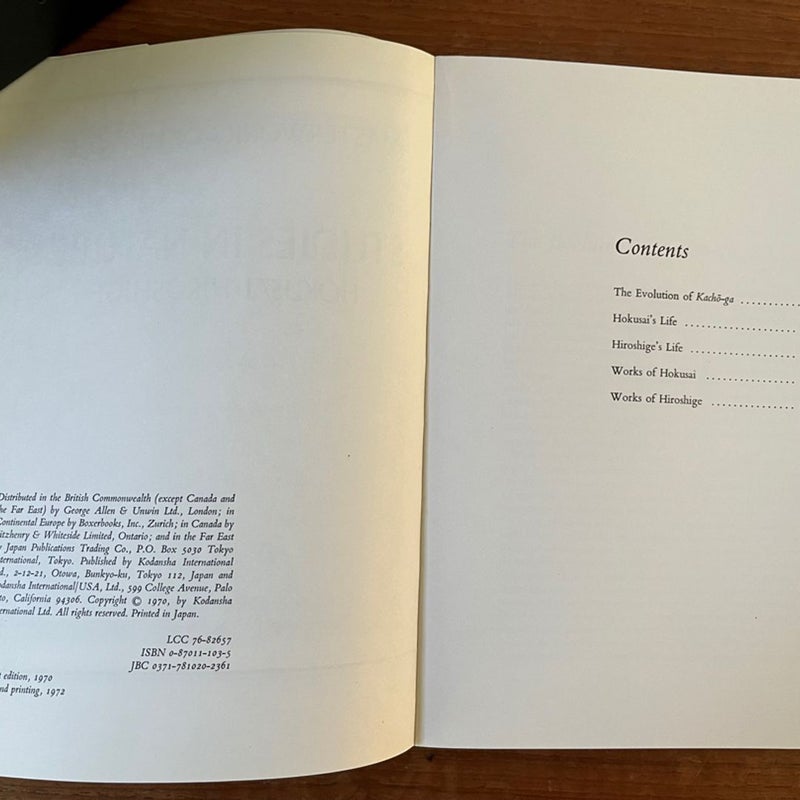 Distributed in the British Commonwealth (except Canada and
the Far East) by George Allen & Unwin Ltd., London; in
Continental Europe by Boxerbooks, Inc., Zurich; in Canada by
itzhenry & Whiteside Limited, Ontario; and in the Far East
y Japan Publications Trading Co., P.O. Box 5030 Tokyo
ternational, Tokyo. Published by Kodansha International
d., 2-12-21, Otowa, Bunkyo-ku, Tokyo 112, Japan and
dansha International/USA, Ltd., 599 College Avenue, Palo
to, California 94306. Copyright © 1970, by Kodansha
ernational Ltd. All rights reserved. Printed in Japan.
LCC 76-82657
ISBN 0-87011-103-5
JBC 0371-781020-2361
t edition, 1970
nd printing, 1972
Contents
The Evolution of Kachō-ga
Hokusai's Life
Hiroshige's Life
Works of Hokusai
Works of Hiroshige